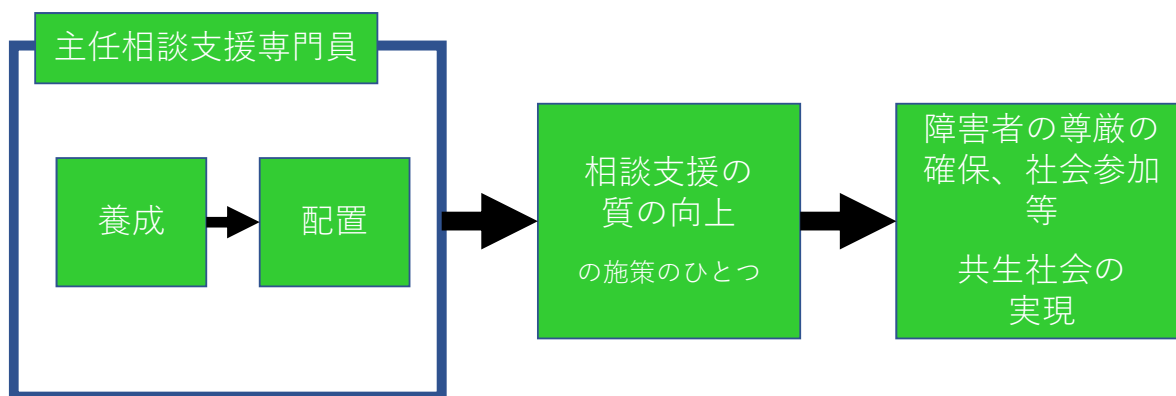 主任相談支援専門員
養成
配置
相談支援の
質の向上
の施策のひとつ
障害者の尊厳の
確保、社会参加
等
共生社会の
実現